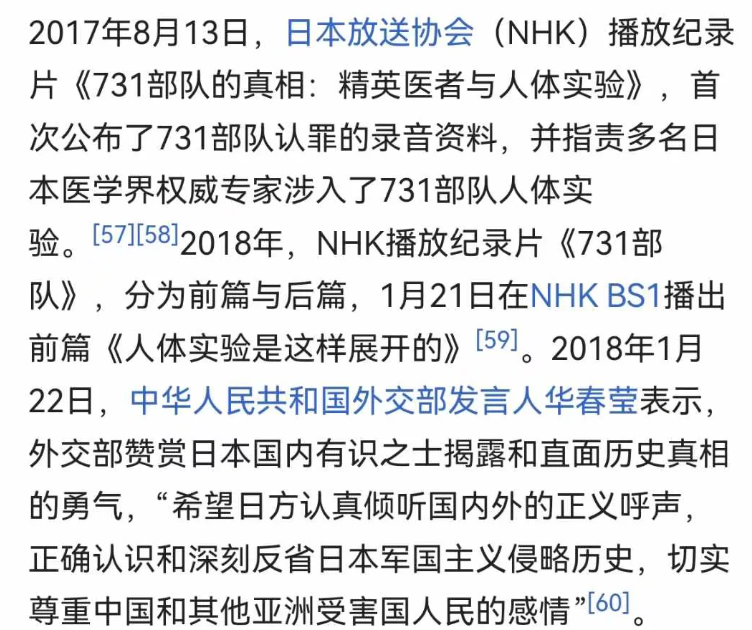 2017年8月13日，日本放送协会（NHK）播放纪录
片《731部队的真相：精英医者与人体实验》，首
次公布了731部队认罪的录音资料，并指责多名日
本医学界权威专家涉入了731部队人体实
验。[57][58]2018年，NHK播放纪录片《731部
队》，分为前篇与后篇，1月21日在NHK BS1播出
前篇《人体实验是这样展开的》[59]。2018年1月
22日，中华人民共和国外交部发言人华春莹表示，
外交部赞赏日本国内有识之士揭露和直面历史真相
的勇气，“希望日方认真倾听国内外的正义呼声，
正确认识和深刻反省日本军国主义侵略历史，切实
尊重中国和其他亚洲受害国人民的感情”[60]。